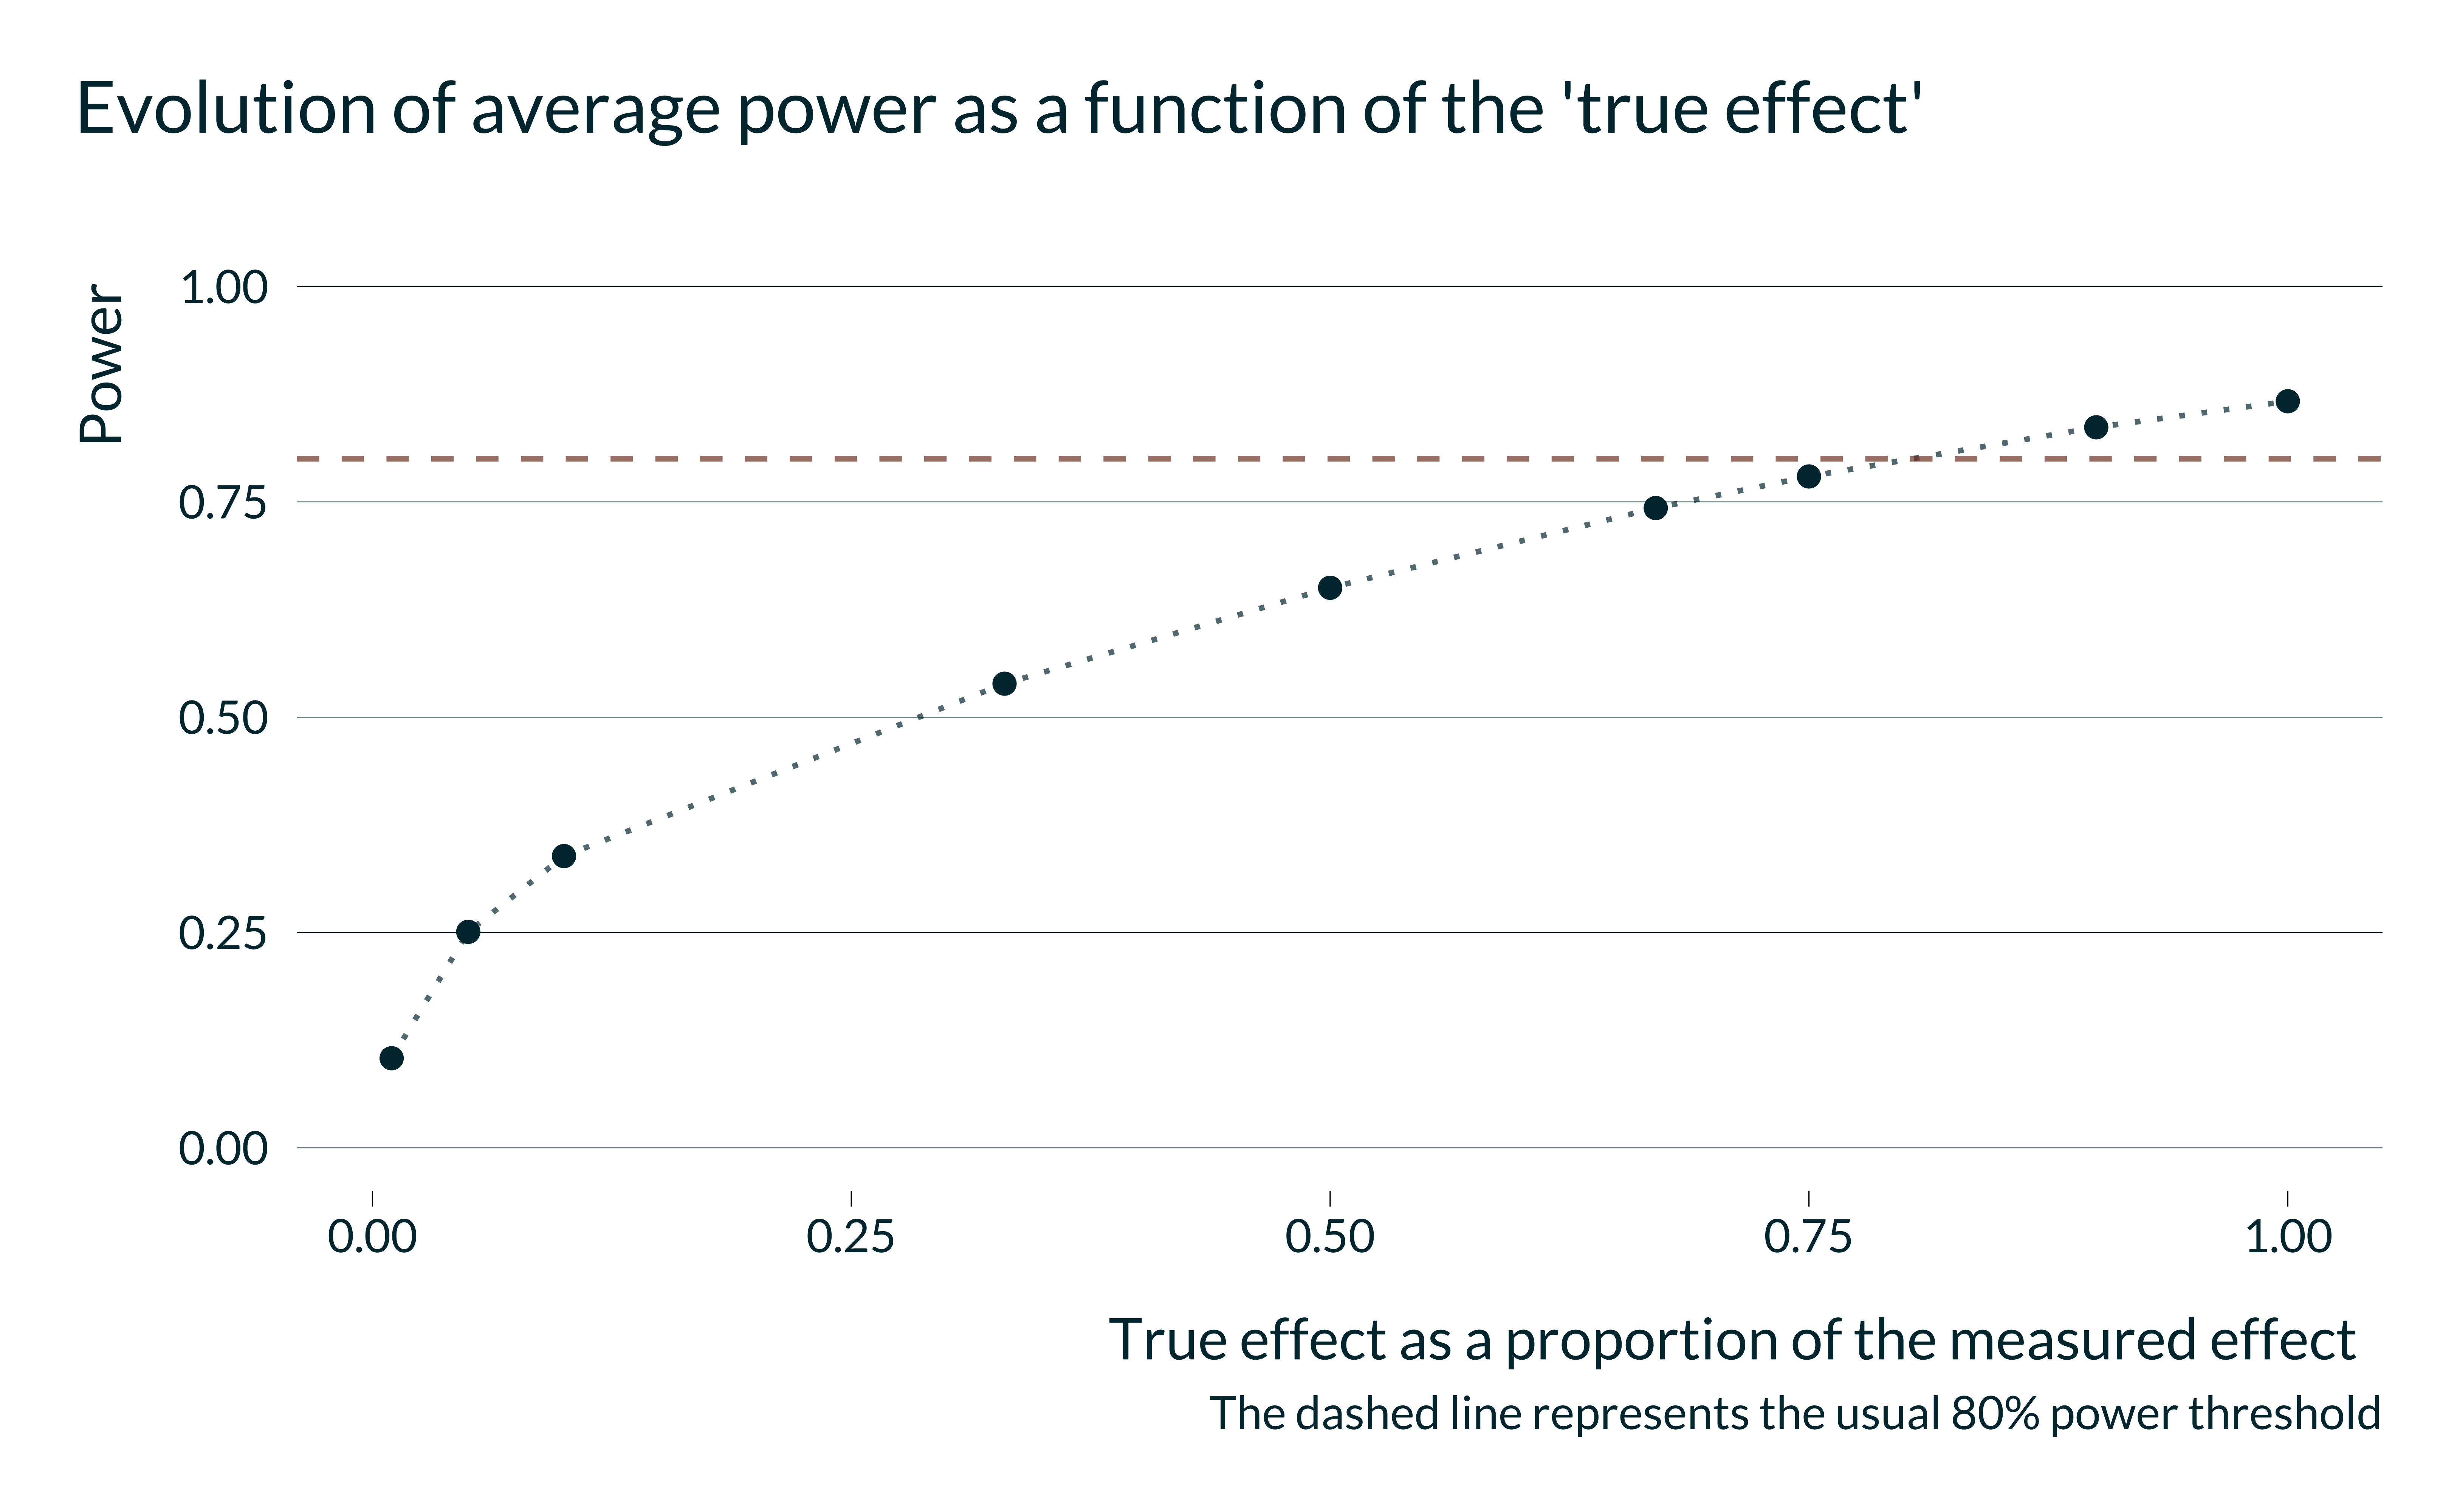 Evolution of average power as a function of the 'true effect'
Power
1.00
0.75
0.50
0.25
0.00
0.00 0.25 0.50 0.75 1.00
True effect as a proportion of the measured effect
The dashed line represents the usual 80% power threshold